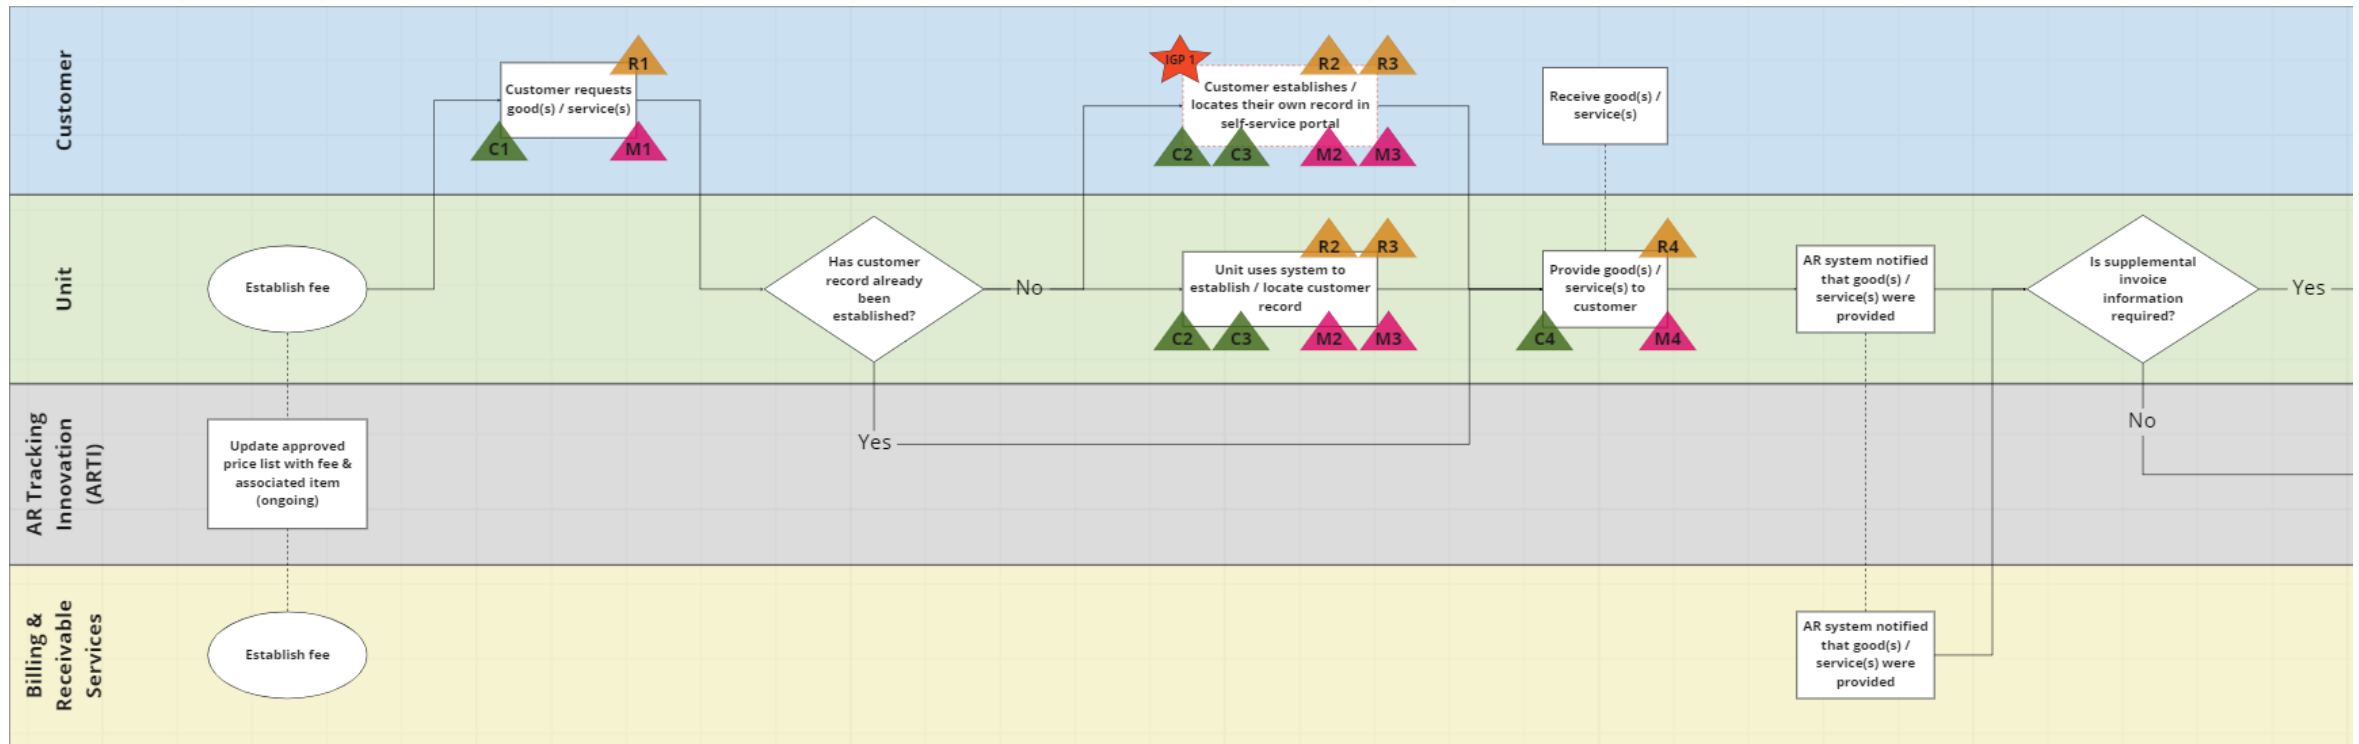 Customer
R1
Customer requests
good(s) / service(s)
C1
M1
IGP 1
R2
R3
Customer establishes /
locates their own record in
self-service portal
C2
C3
M2
M3
Receive good(s) /
service(s)
Unit
Establish fee
Has customer
record already
been
established?
No
R2
R3
Unit uses system to
establish / locate customer
record
C2
C3
M2
M3
R4
Provide good(s) /
service(s) to
customer
C4
M4
AR system notified
that good(s) /
service(s) were
provided
Is supplemental
invoice
information
required?
Yes
AR Tracking
Innovation
(ARTI)
Update approved
price list with fee &
associated item
(ongoing)
Yes
No
Billing &
Receivable
Services
Establish fee
AR system notified
that good(s) /
service(s) were
provided